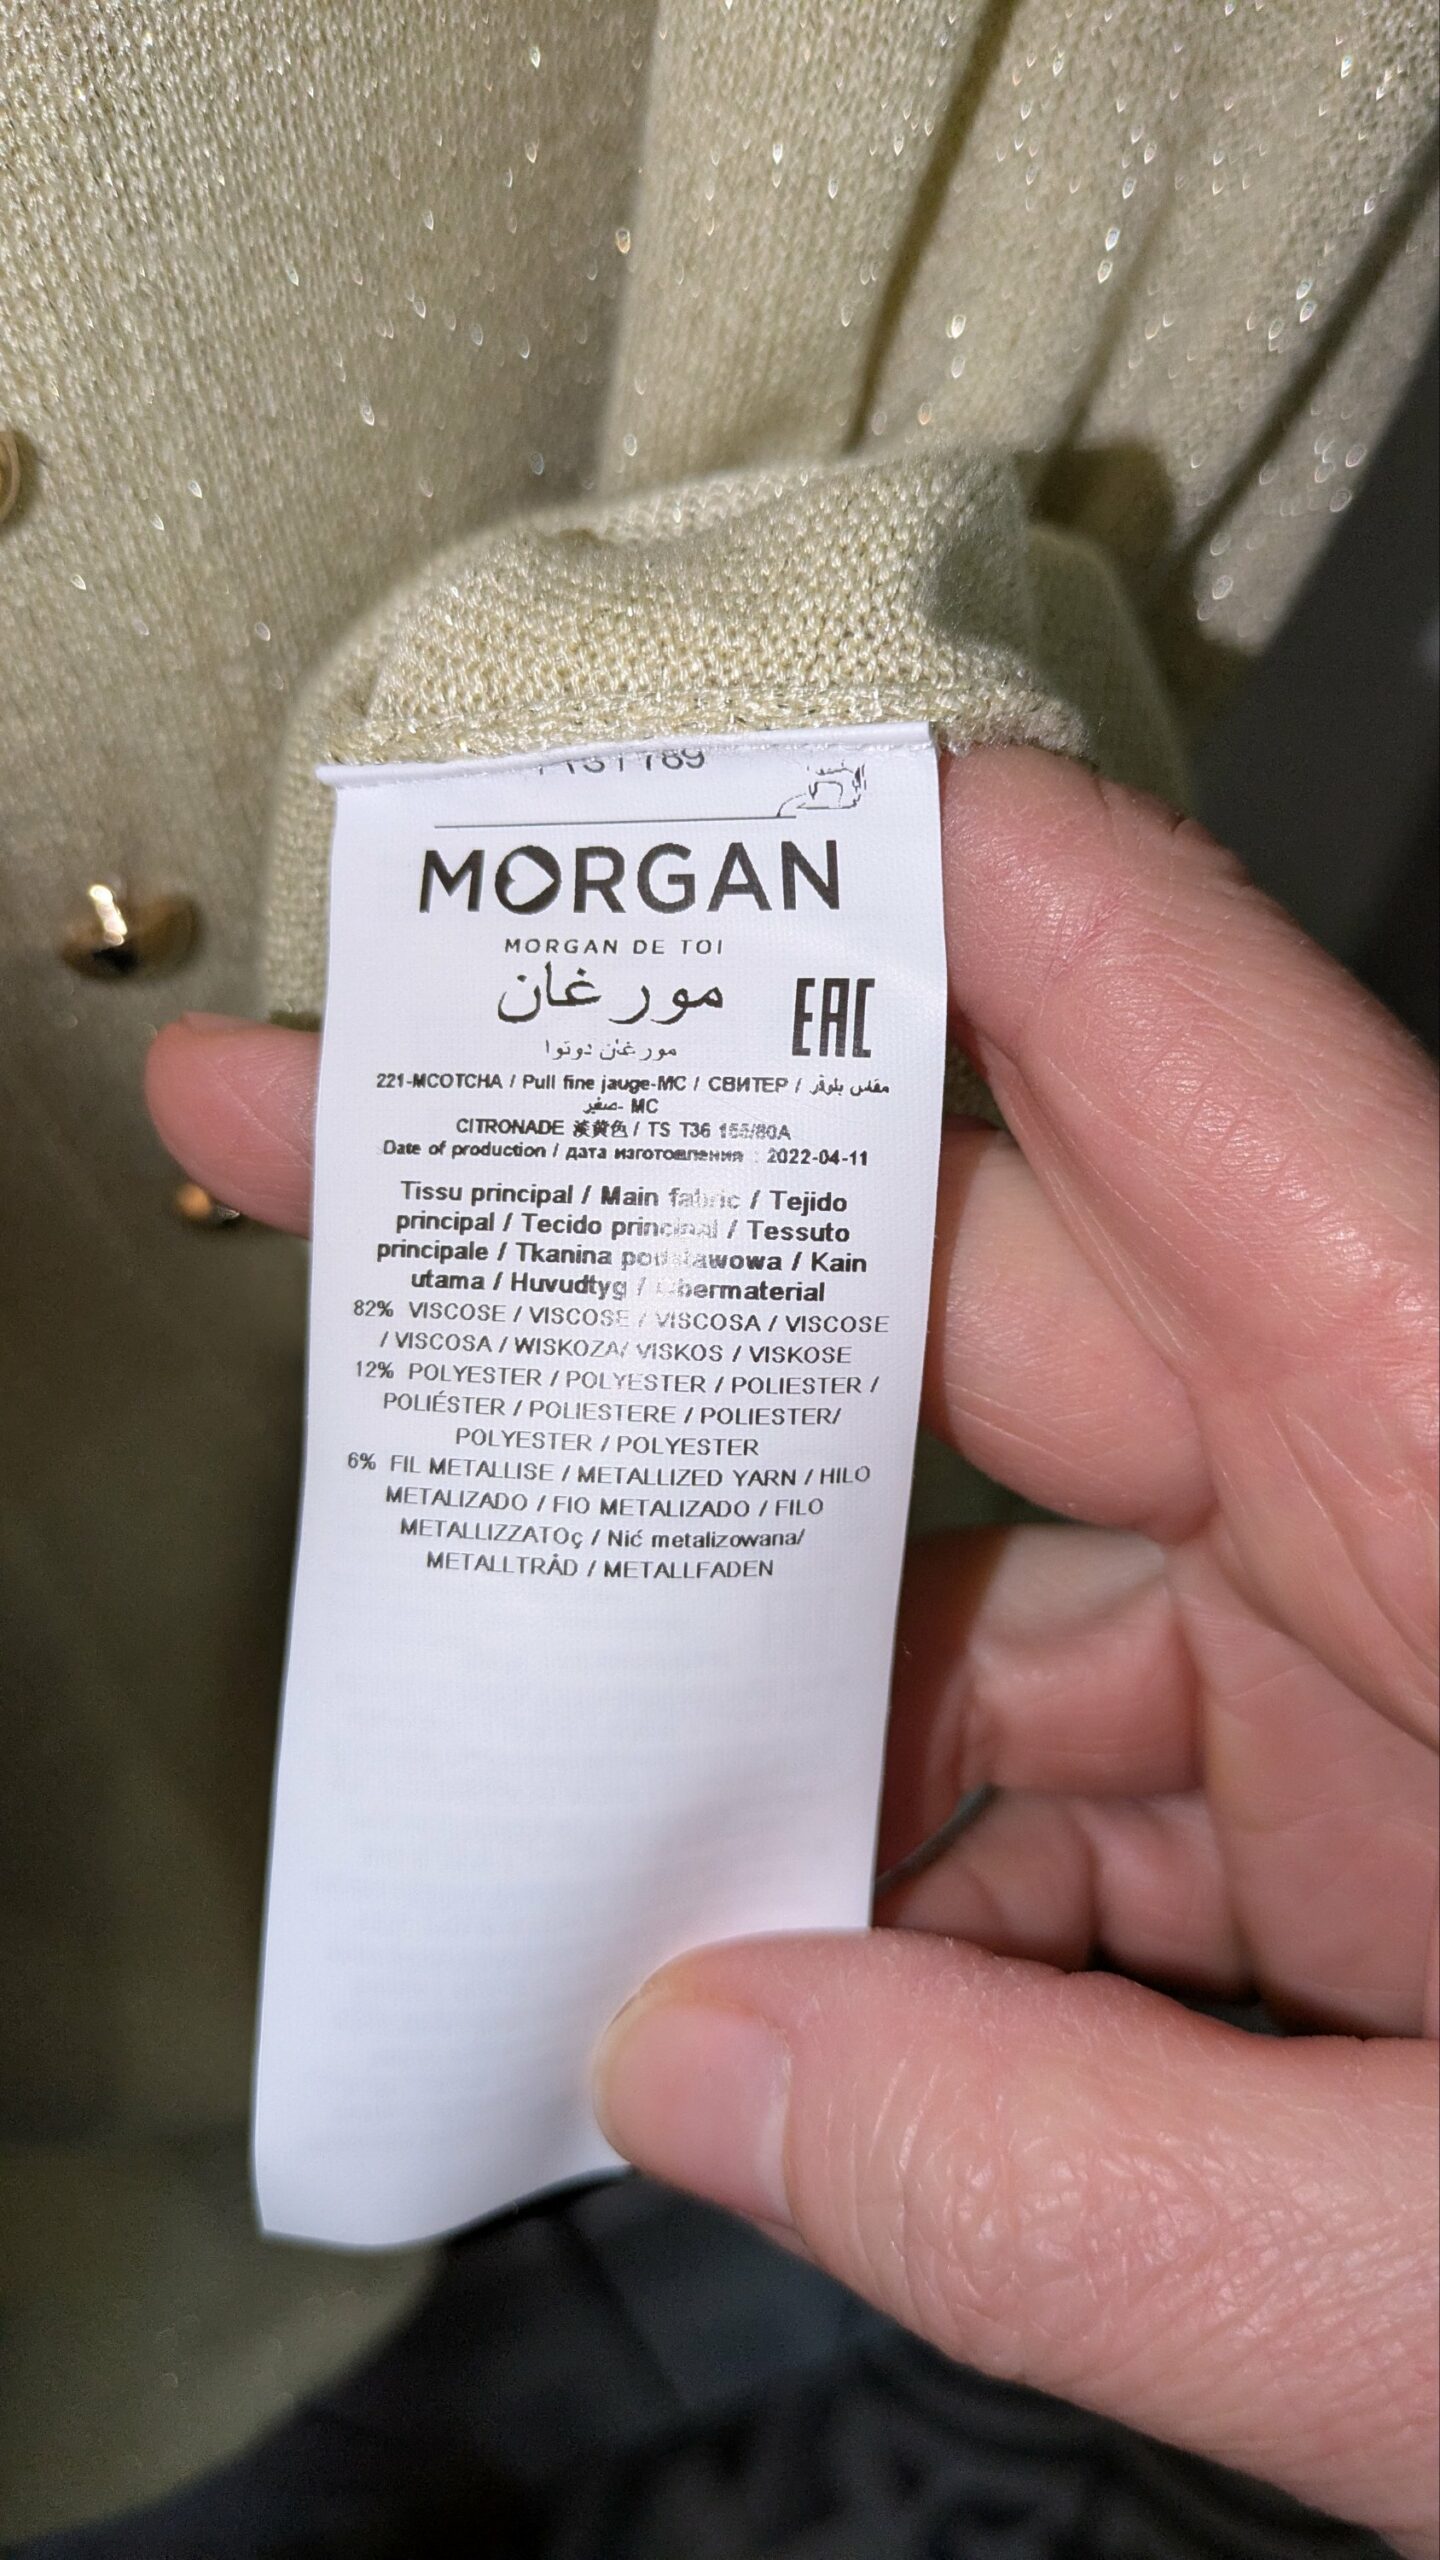 MORGAN
MORGAN DE TOI
مورغان
EAC
مورغان دوتوا
221-MCOTCHA / Pull fine jauge-MC / СВИТЕР / مقاس بلوفر
صغير- MC
CITRONADE 淡黄色 / TS T36 155/80A
Date of production / дата изготовления : 2022-04-11
Tissu principal / Main fabric / Tejido
principal / Tecido principal / Tessuto
principale / Tkanina podstawowa / Kain
utama / Huvudtyg / Obermaterial
82% VISCOSE / VISCOSE / VISCOSA / VISCOSE
/ VISCOSA / WISKOZA/ VISKOS / VISKOSE
12% POLYESTER / POLYESTER / POLIESTER /
POLIÉSTER / POLIESTERE / POLIESTER/
POLYESTER / POLYESTER
6% FIL METALLISE / METALLIZED YARN / HILO
METALIZADO / FIO METALIZADO / FILO
METALLIZZATOç / Nić metalizowana/
METALLTRÅD / METALLFADEN